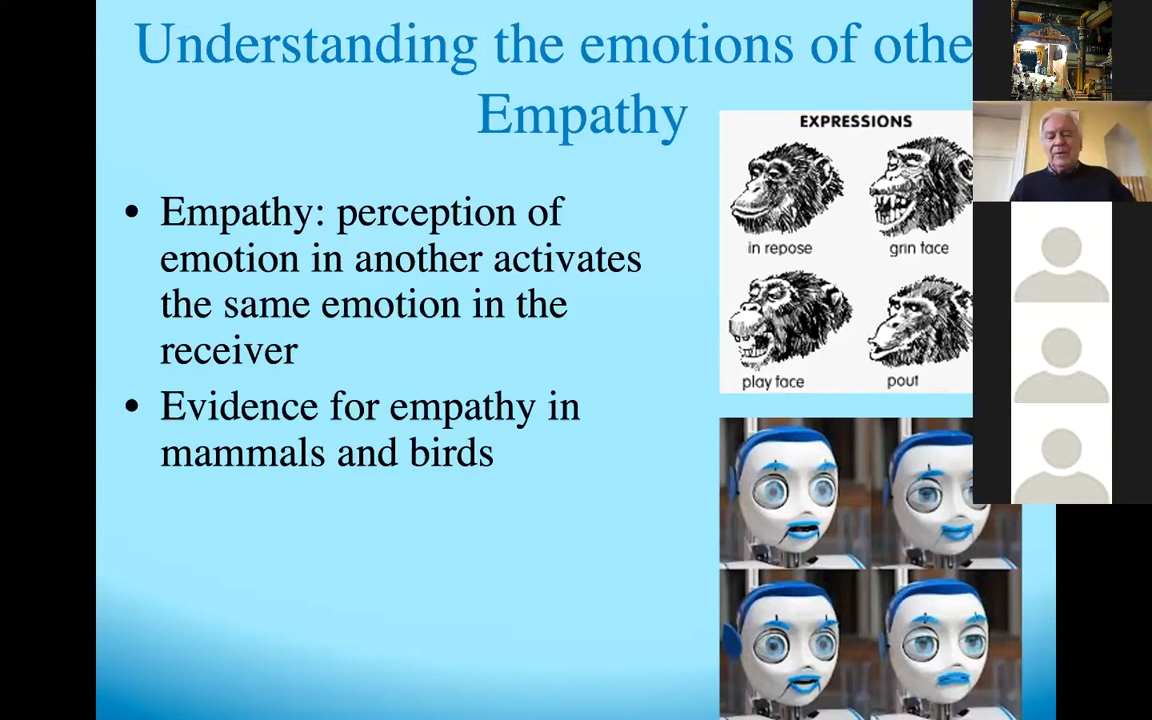 Understanding the emotions of othe
Empathy
• Empathy: perception of
emotion in another activates
the same emotion in the
receiver
• Evidence for empathy in
mammals and birds
EXPRESSIONS
in repose
grin face
play face
pout